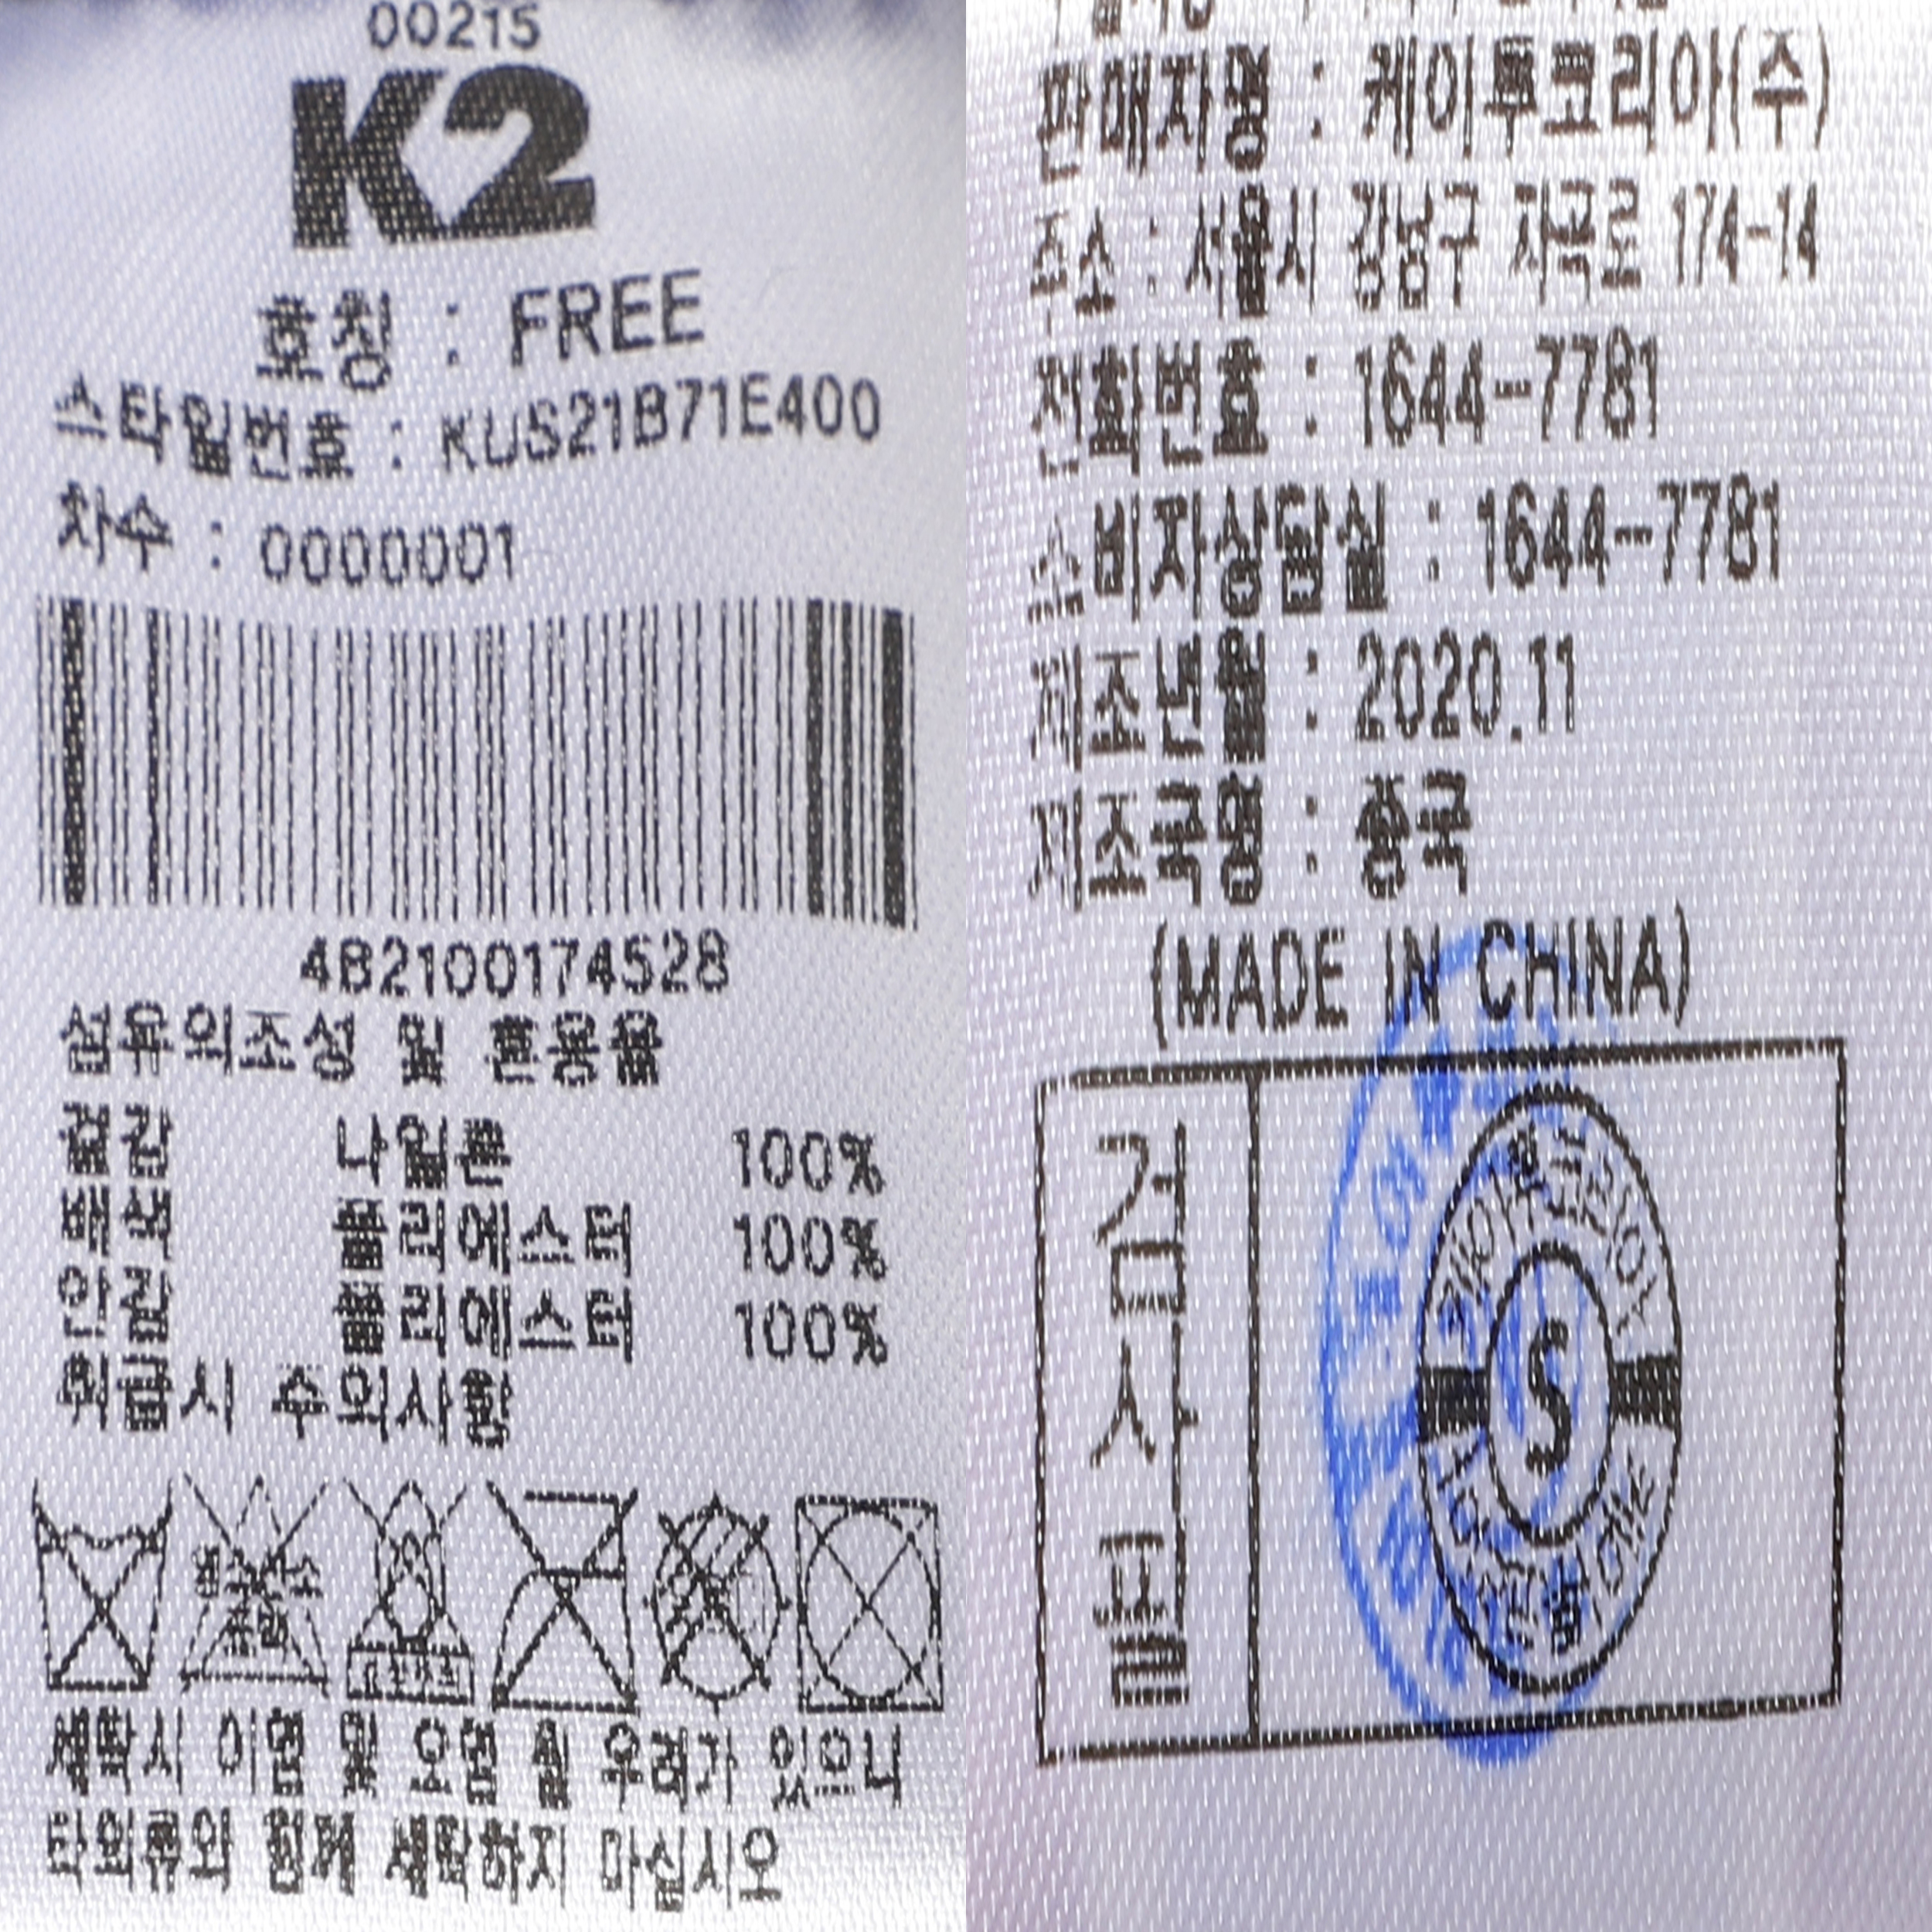 00215
K2
호칭 : FREE
스타일번호 : KUS21B71E400
차수 : 0000001
4B2100174528
섬유의조성 및 혼용율
겉감 나일론 100%
배색 폴리에스터 100%
안감 폴리에스터 100%
취급시 주의사항
세탁시 이염 및 오염 될 우려가 있으니
타의류와 함께 세탁하지 마십시오
판매자명 : 케이투코리아(주)
주소 : 서울시 강남구 자곡로 174-14
전화번호 : 1644-7781
소비자상담실 : 1644-7781
제조년월 : 2020.11
제조국명 : 중국
(MADE IN CHINA)
검사필
케이투코리아
S